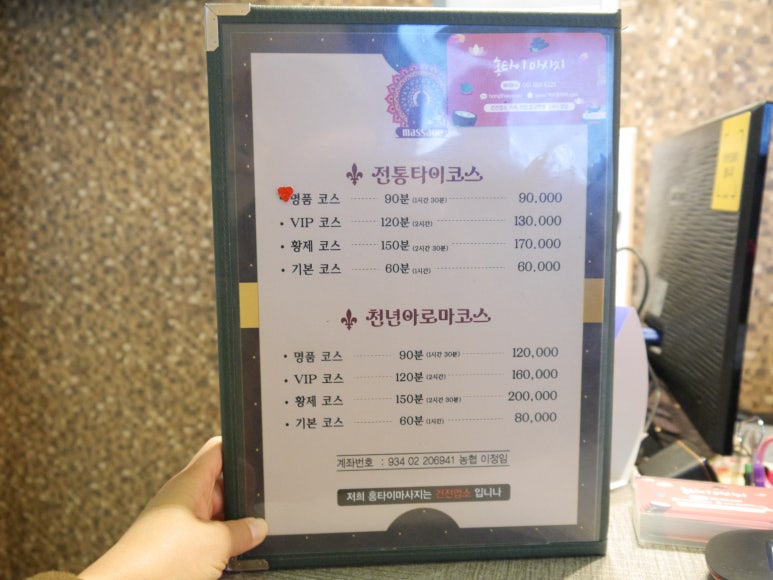 massage
홍타이마사지
전통타이코스
명품 코스 90분 (1시간 30분) 90,000
• VIP 코스 120분 (2시간) 130,000
• 황제 코스 150분 (2시간 30분) 170,000
• 기본 코스 60분 (1시간) 60,000
천년아로마코스
• 명품 코스 90분 (1시간 30분) 120,000
• VIP 코스 120분 (2시간) 160,000
• 황제 코스 150분 (2시간 30분) 200,000
• 기본 코스 60분 (1시간) 80,000
계좌번호 : 934 02 206941 농협 이정임
저희 홍타이마사지는 건전업소 입니다